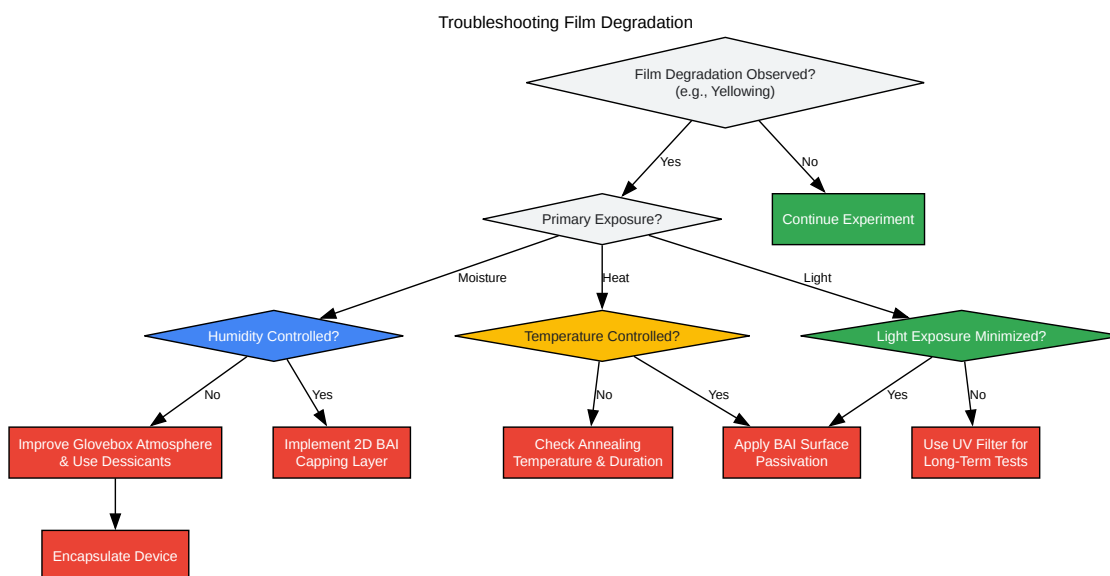 Troubleshooting Film Degradation
Film Degradation Observed?
(e.g., Yellowing)
Yes
No
Primary Exposure?
Continue Experiment
Moisture
Heat
Light
Humidity Controlled?
Temperature Controlled?
Light Exposure Minimized?
No
Yes
No
Yes
Yes
No
Improve Glovebox Atmosphere
& Use Dessicants
Implement 2D BAI
Capping Layer
Check Annealing
Temperature & Duration
Apply BAI Surface
Passivation
Use UV Filter for
Long-Term Tests
Encapsulate Device